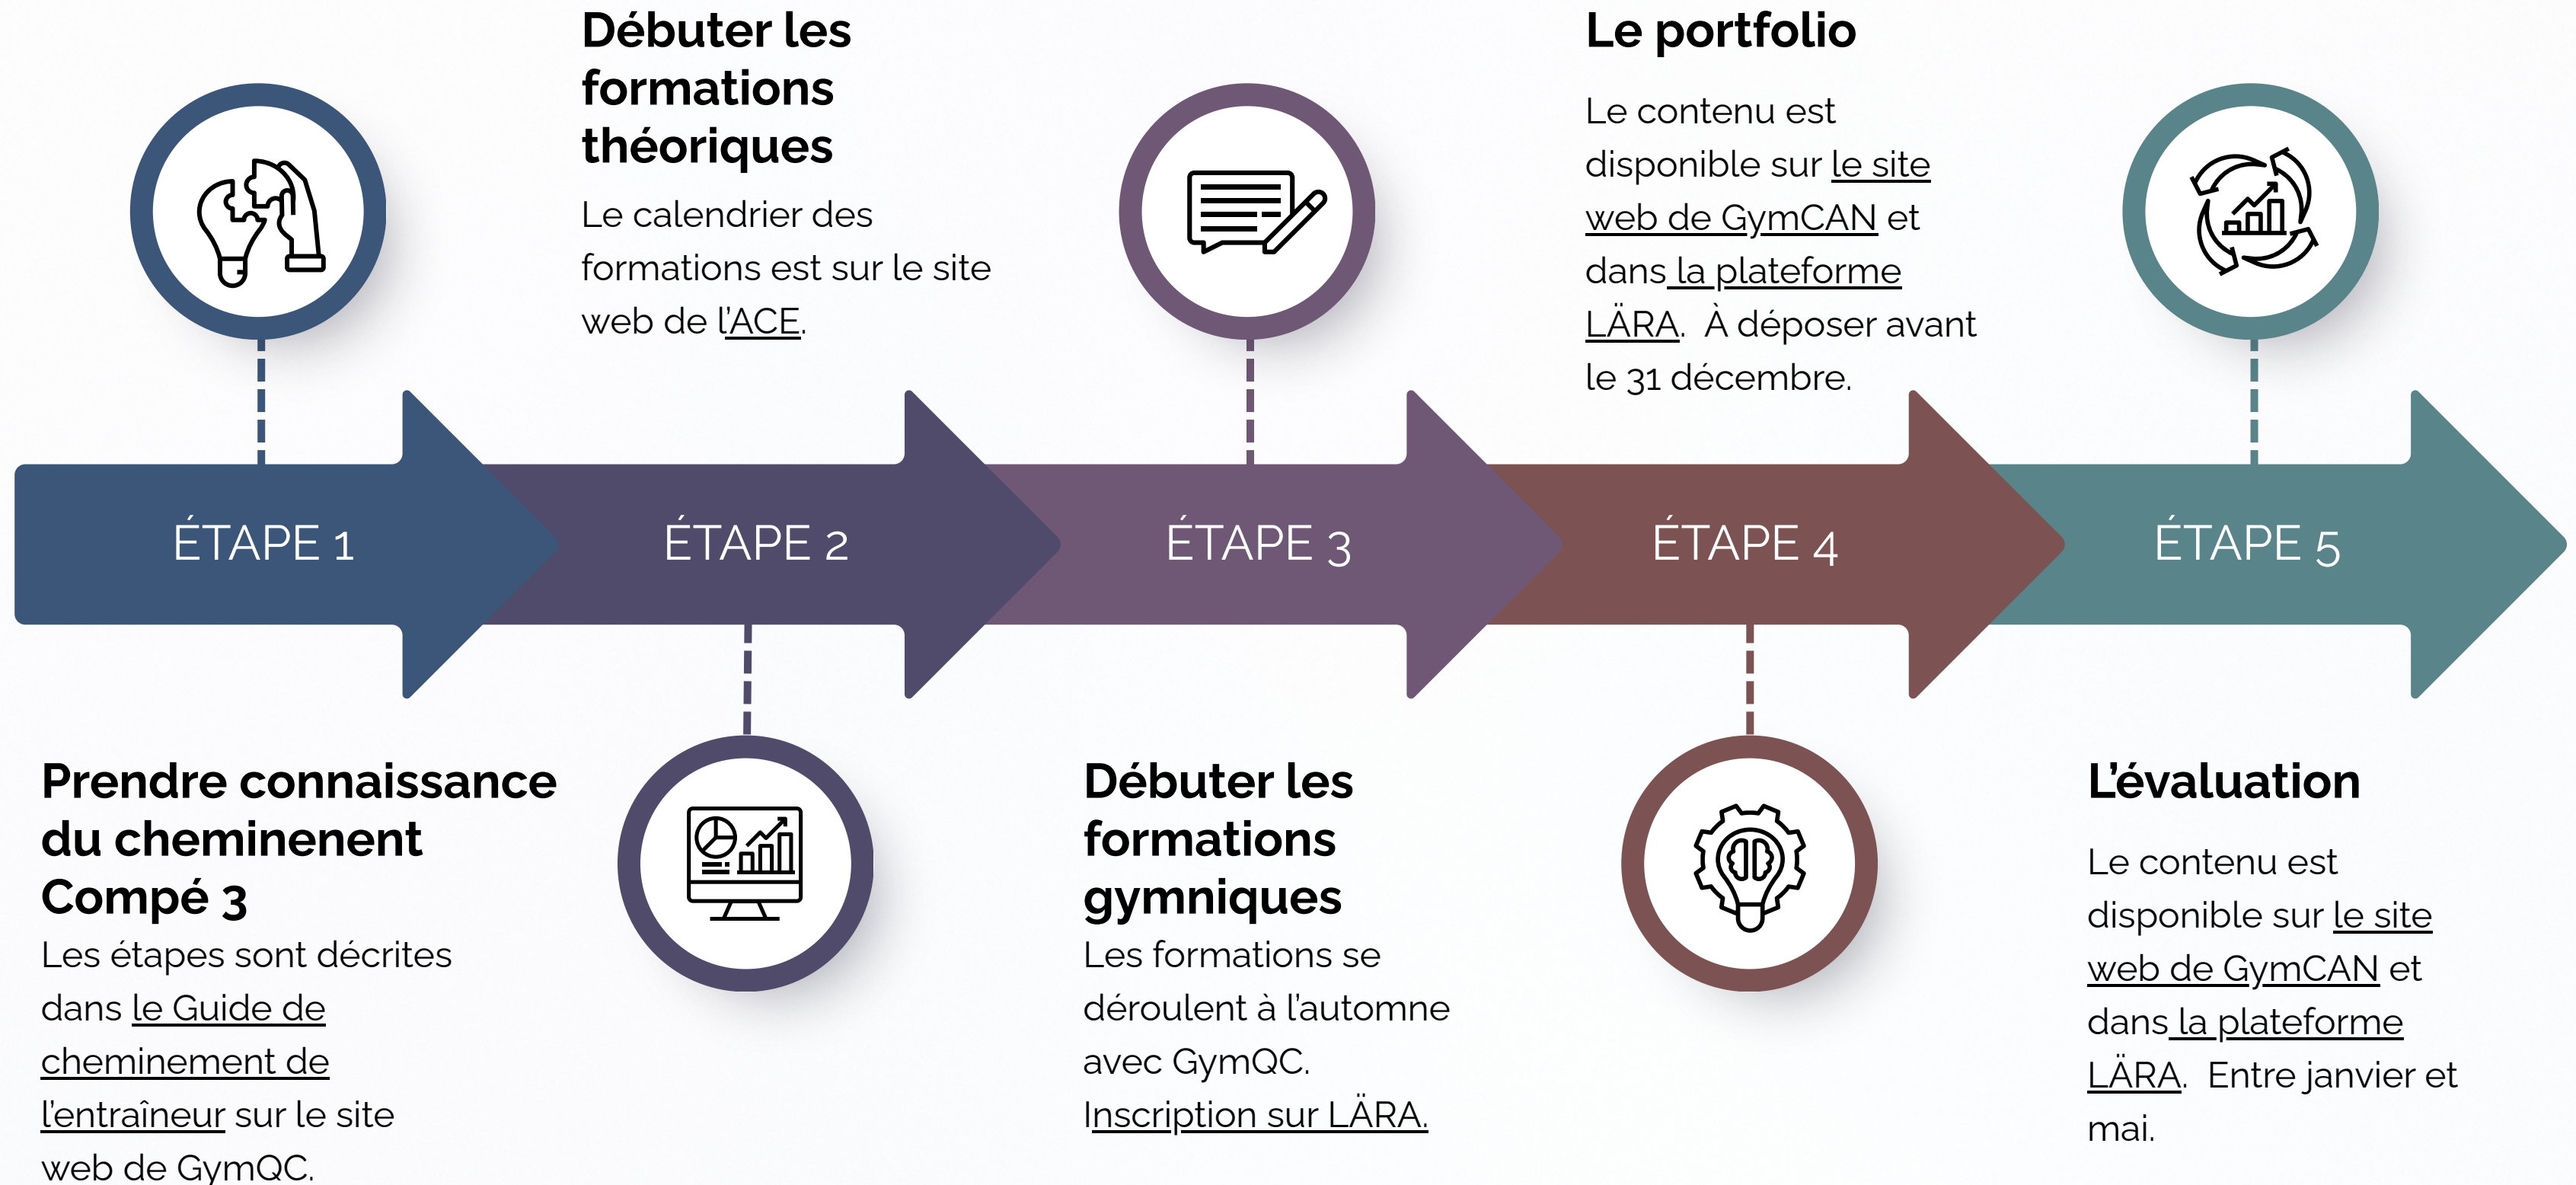 Débuter les
formations
théoriques
Le calendrier des
formations est sur le site
web de l'ACE.
Le portfolio
Le contenu est
disponible sur le site
web de GymCAN et
dans la plateforme
LÄRA.  À déposer avant
le 31 décembre.
ÉTAPE 1
ÉTAPE 2
ÉTAPE 3
ÉTAPE 4
ÉTAPE 5
Prendre connaissance
du cheminenent
Compé 3
Les étapes sont décrites
dans le Guide de
cheminement de
l'entraîneur sur le site
web de GymQC.
Débuter les
formations
gymniques
Les formations se
déroulent à l'automne
avec GymQC.
Inscription sur LÄRA.
L'évaluation
Le contenu est
disponible sur le site
web de GymCAN et
dans la plateforme
LÄRA.  Entre janvier et
mai.